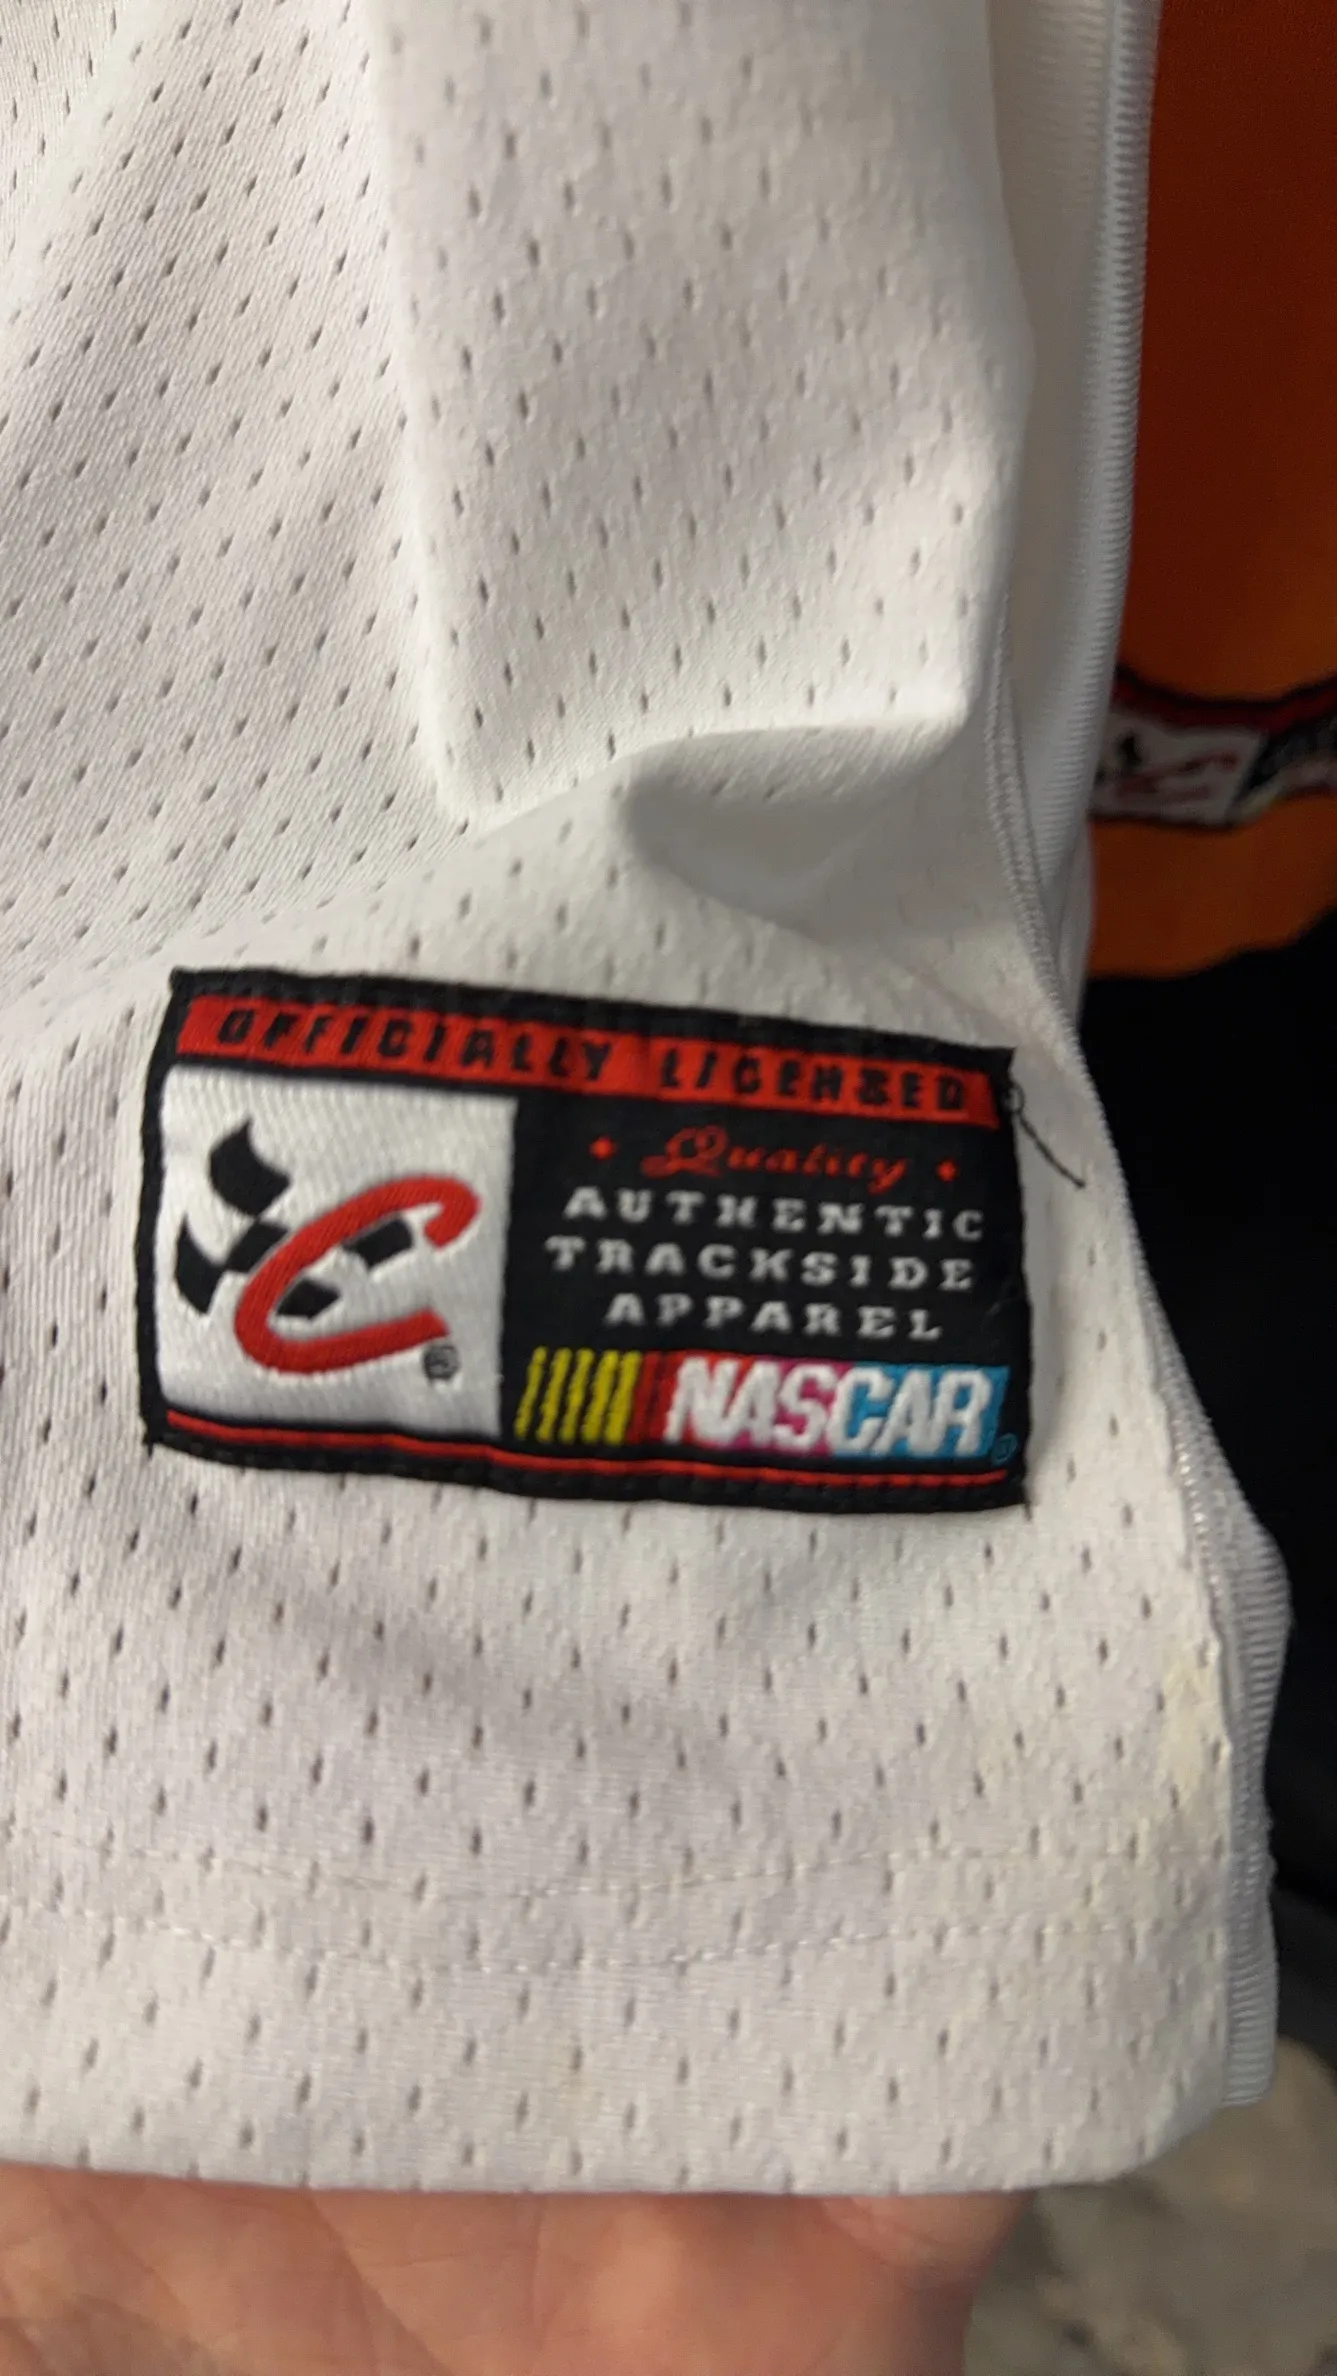 OFFICIALLY LICENSED
Quality
AUTHENTIC
TRACKSIDE
APPAREL
C®
NASCAR®